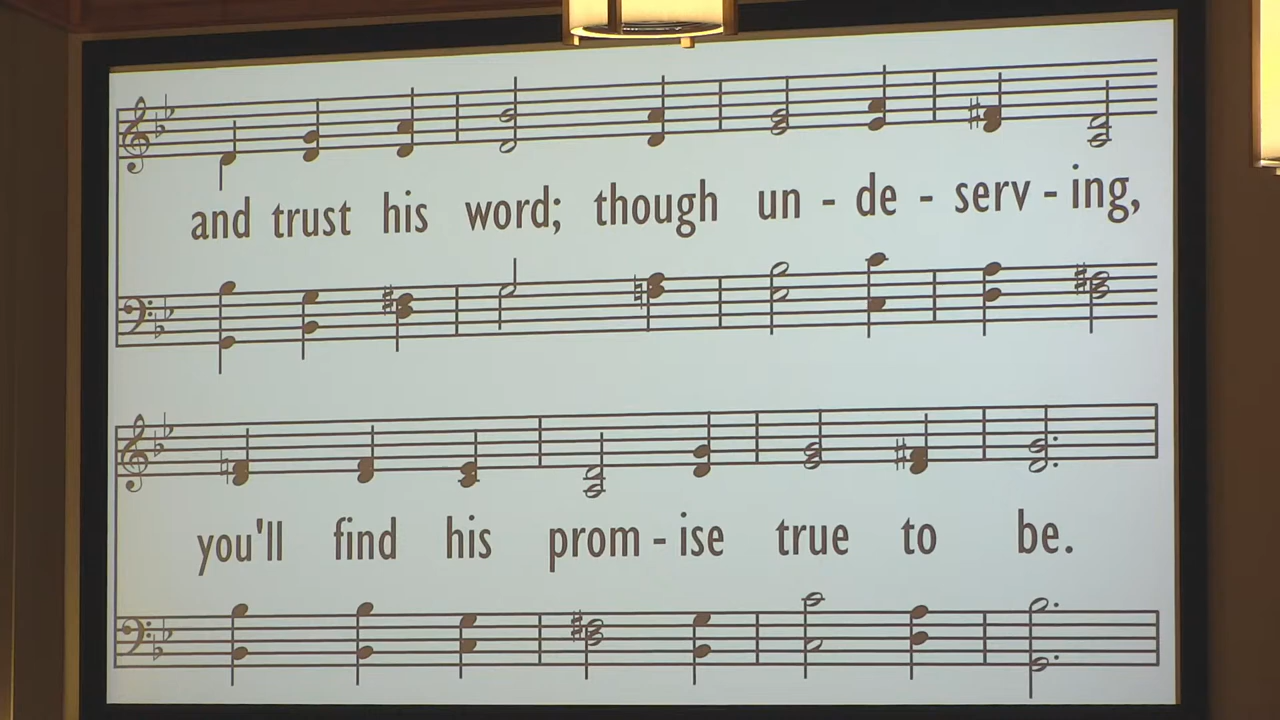 and trust his word; though un - de - serv - ing,
you'll find his prom - ise true to be.